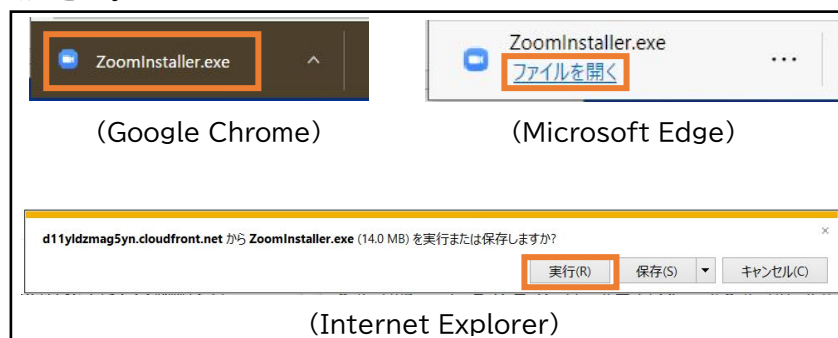 ZoomInstaller.exe
ZoomInstaller.exe
ファイルを開く
(Google Chrome)
(Microsoft Edge)
d11yldzmag5yn.cloudfront.net から ZoomInstaller.exe (14.0 MB) を実行または保存しますか?
実行(R)
保存(S)
キャンセル(C)
(Internet Explorer)